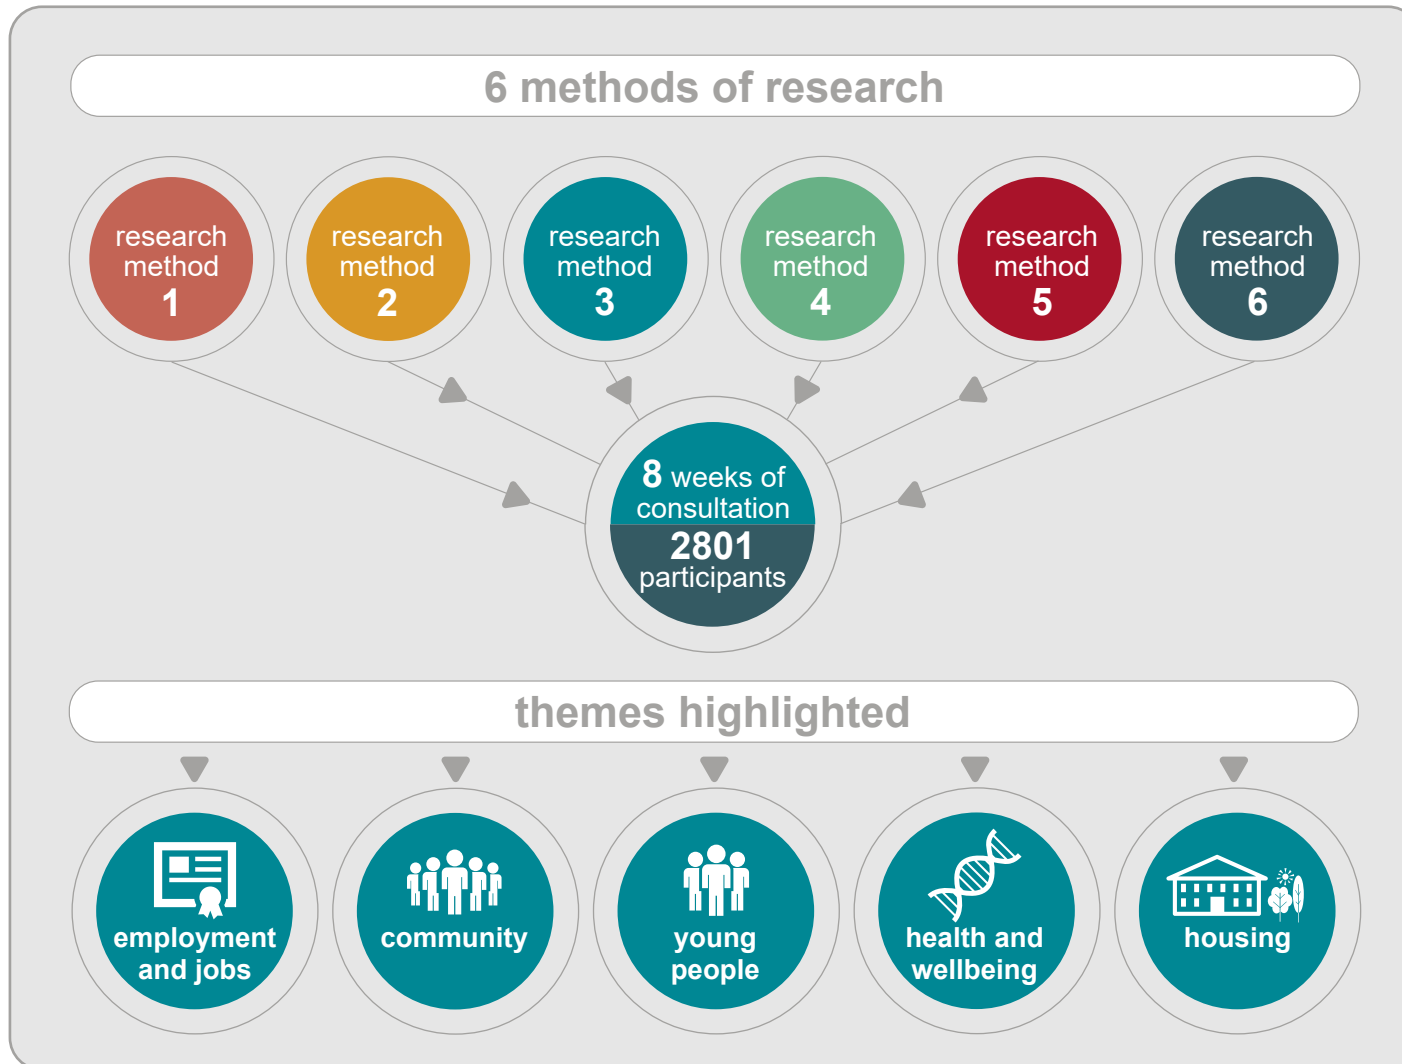 6 methods of research
research
method
1
research
method
2
research
method
3
research
method
4
research
method
5
research
method
6
8 weeks of
consultation
2801
participants
themes highlighted
employment
and jobs
community
young
people
health and
wellbeing
housing